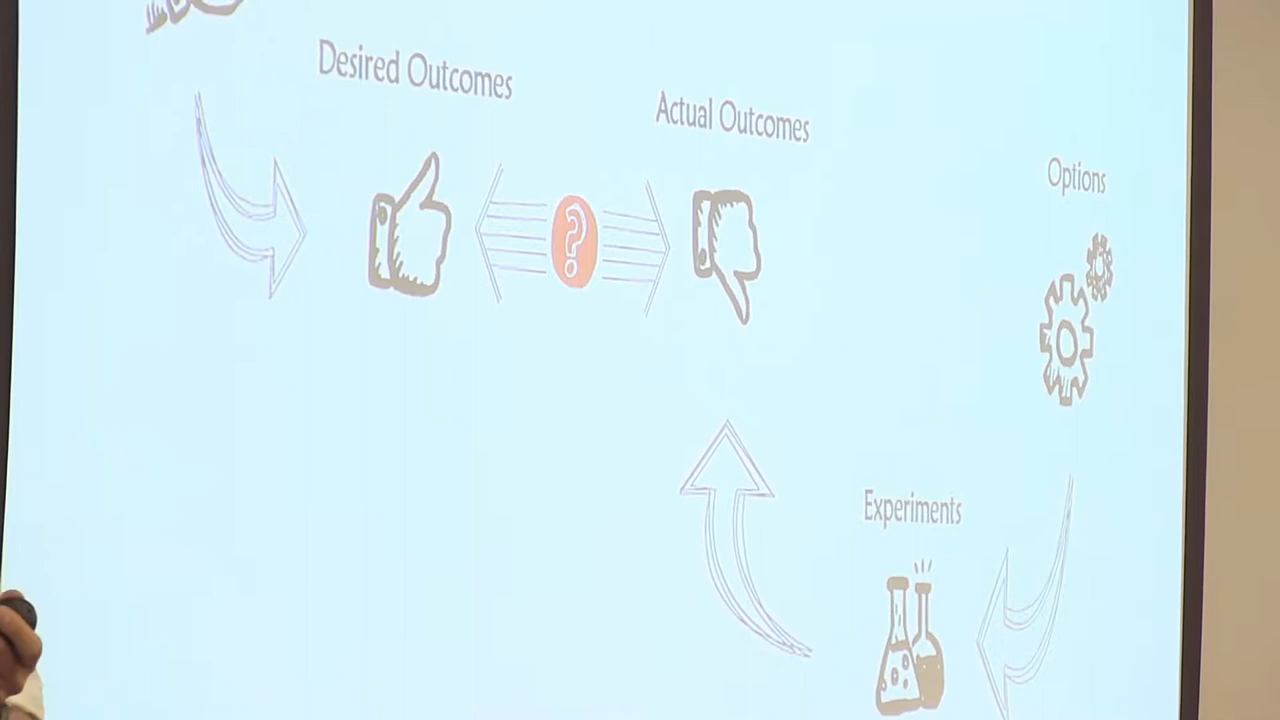 Desired Outcomes
Actual Outcomes
Options
?
Experiments